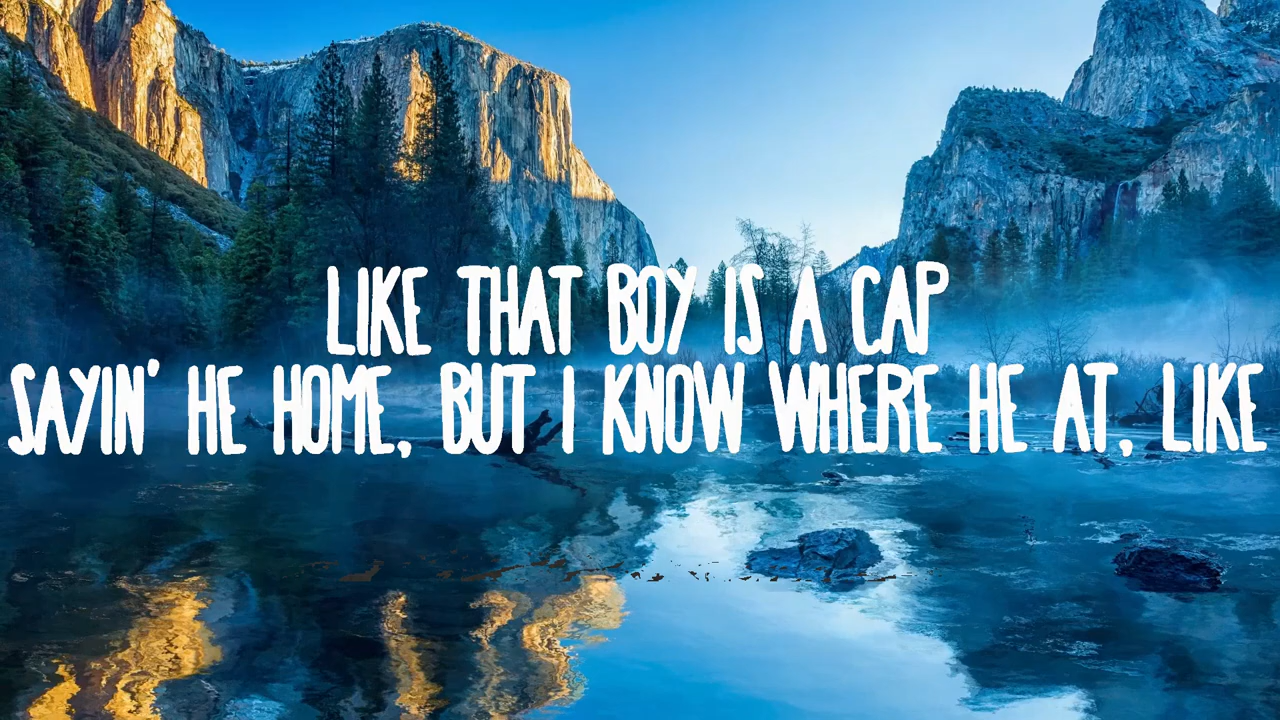 LIKE THAT BOY IS A CAP
SAYIN' HE HOME, BUT I KNOW WHERE HE AT, LIKE